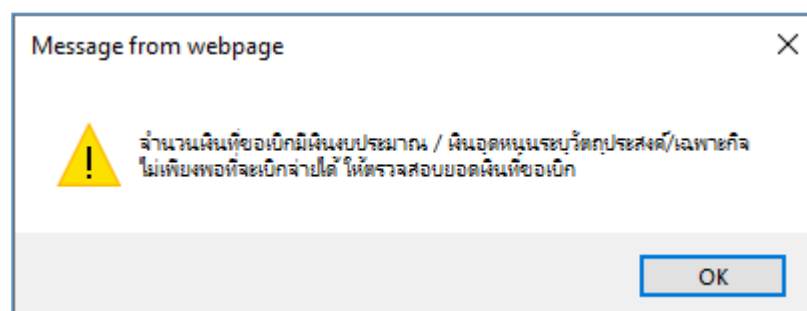 Message from webpage
จำนวนเงินที่ขอเบิกมีเงินงบประมาณ / เงินอุดหนุนระบุวัตถุประสงค์/เฉพาะกิจ
ไม่เพียงพอที่จะเบิกจ่ายได้ ให้ตรวจสอบยอดเงินที่ขอเบิก
OK